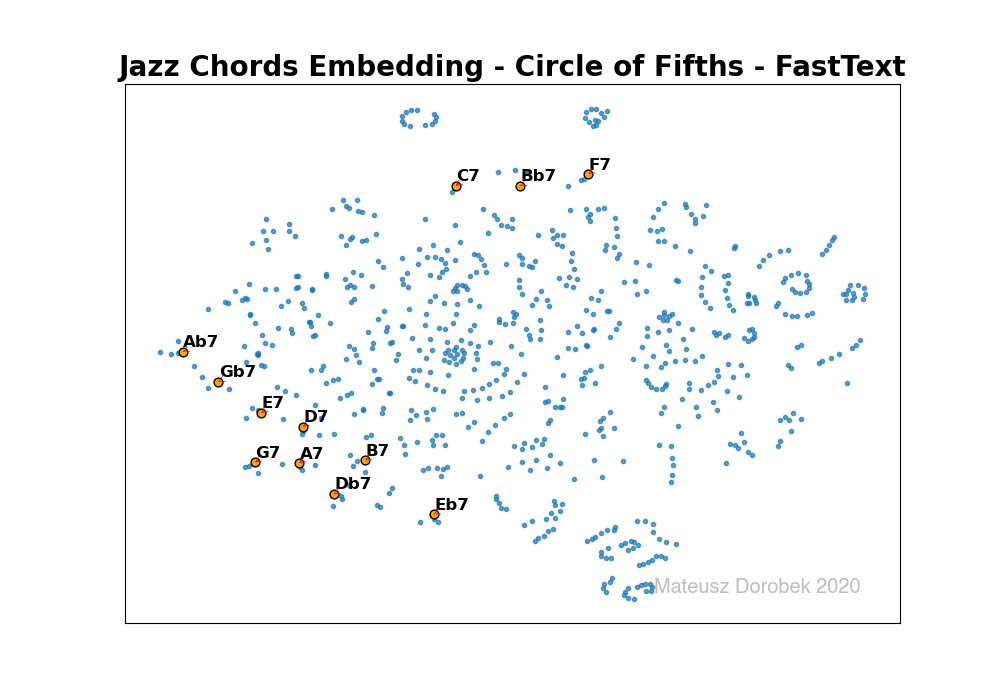 Jazz Chords Embedding - Circle of Fifths - FastText
C7
Bb7
F7
Ab7
Gb7
E7
D7
G7
A7
B7
Db7
Eb7
Mateusz Dorobek 2020